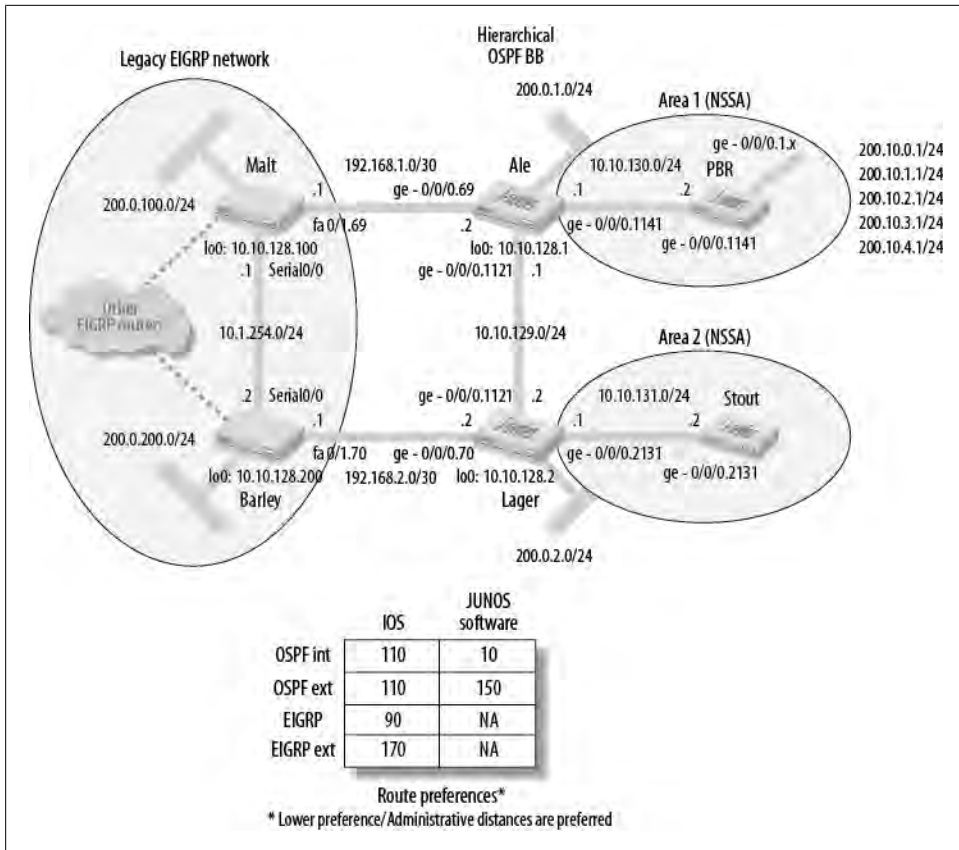 Hierarchical
OSPF BB
Legacy EIGRP network
200.0.1.0/24
Area 1 (NSSA)
Malt
192.168.1.0/30
Ale
ge - 0/0/0.1.x
10.10.130.0/24
PBR
ge - 0/0/0.69
200.10.0.1/24
200.10.1.1/24
200.10.2.1/24
200.10.3.1/24
200.10.4.1/24
.1
.1
.2
200.0.100.0/24
fa 0/1.69
.2
ge - 0/0/0.1141
lo0: 10.10.128.100
lo0: 10.10.128.1
ge - 0/0/0.1141
.1
Serial0/0
ge - 0/0/0.1121
.1
Other
EIGRP routers
10.1.254.0/24
10.10.129.0/24
Area 2 (NSSA)
.2
Serial0/0
ge - 0/0/0.1121
.2
10.10.131.0/24
Stout
.1
.2
.1
.2
200.0.200.0/24
fa 0/1.70
ge - 0/0/0.70
ge - 0/0/0.2131
lo0: 10.10.128.200
192.168.2.0/30
lo0: 10.10.128.2
ge - 0/0/0.2131
Barley
Lager
200.0.2.0/24
JUNOS
IOS software
OSPF int 110 10
OSPF ext 110 150
EIGRP 90 NA
EIGRP ext 170 NA
Route preferences*
* Lower preference/Administrative distances are preferred